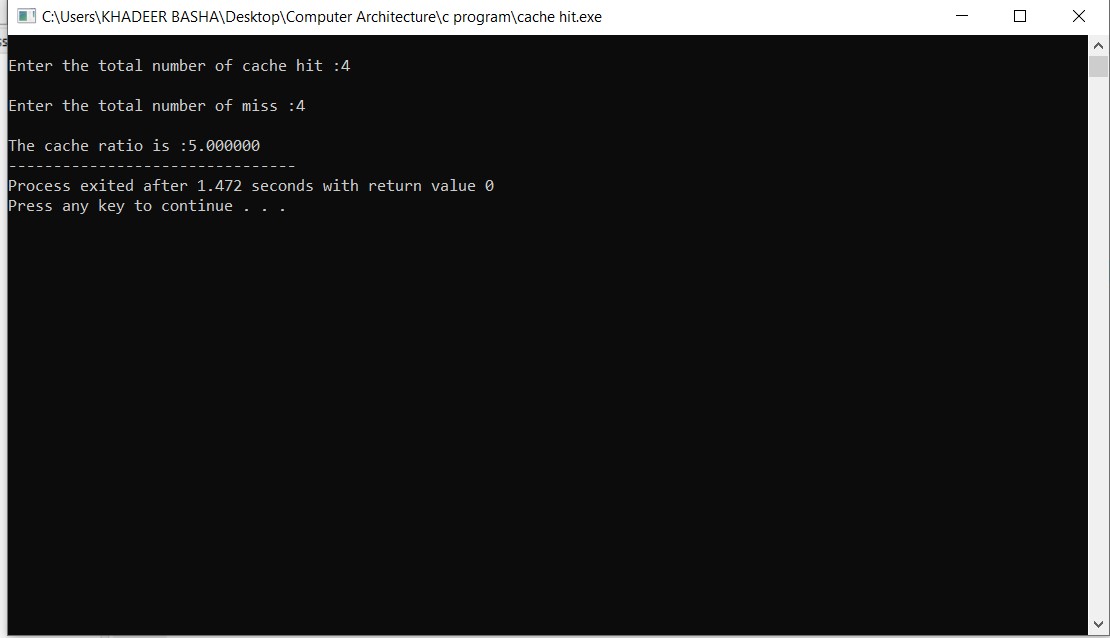 C:\Users\KHADEER BASHA\Desktop\Computer Architecture\c program\cache hit.exe
Enter the total number of cache hit :4
Enter the total number of miss :4
The cache ratio is :5.000000
--------------------------------
Process exited after 1.472 seconds with return value 0
Press any key to continue . . .